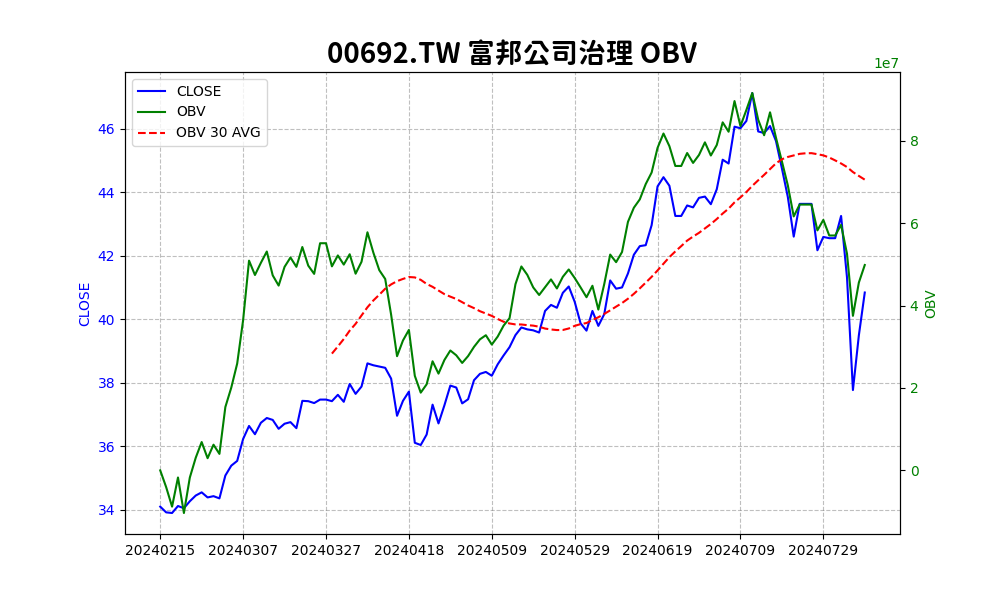 00692.TW 富邦公司治理 OBV
1e7
CLOSE
OBV
OBV 30 AVG
46
44
42
40
38
36
34
CLOSE
8
6
4
2
0
OBV
20240215 20240307 20240327 20240418 20240509 20240529 20240619 20240709 20240729